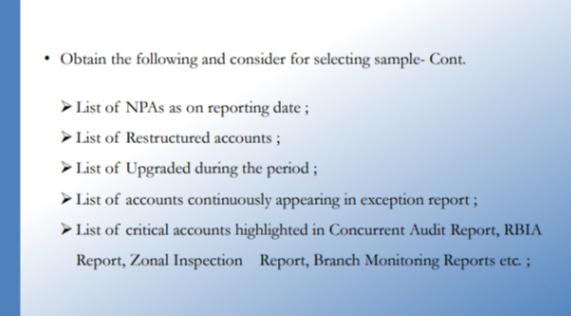 • Obtain the following and consider for selecting sample- Cont.
➢ List of NPAs as on reporting date ;
➢ List of Restructured accounts ;
➢ List of Upgraded during the period ;
➢ List of accounts continuously appearing in exception report ;
➢ List of critical accounts highlighted in Concurrent Audit Report, RBIA
Report, Zonal Inspection Report, Branch Monitoring Reports etc. ;